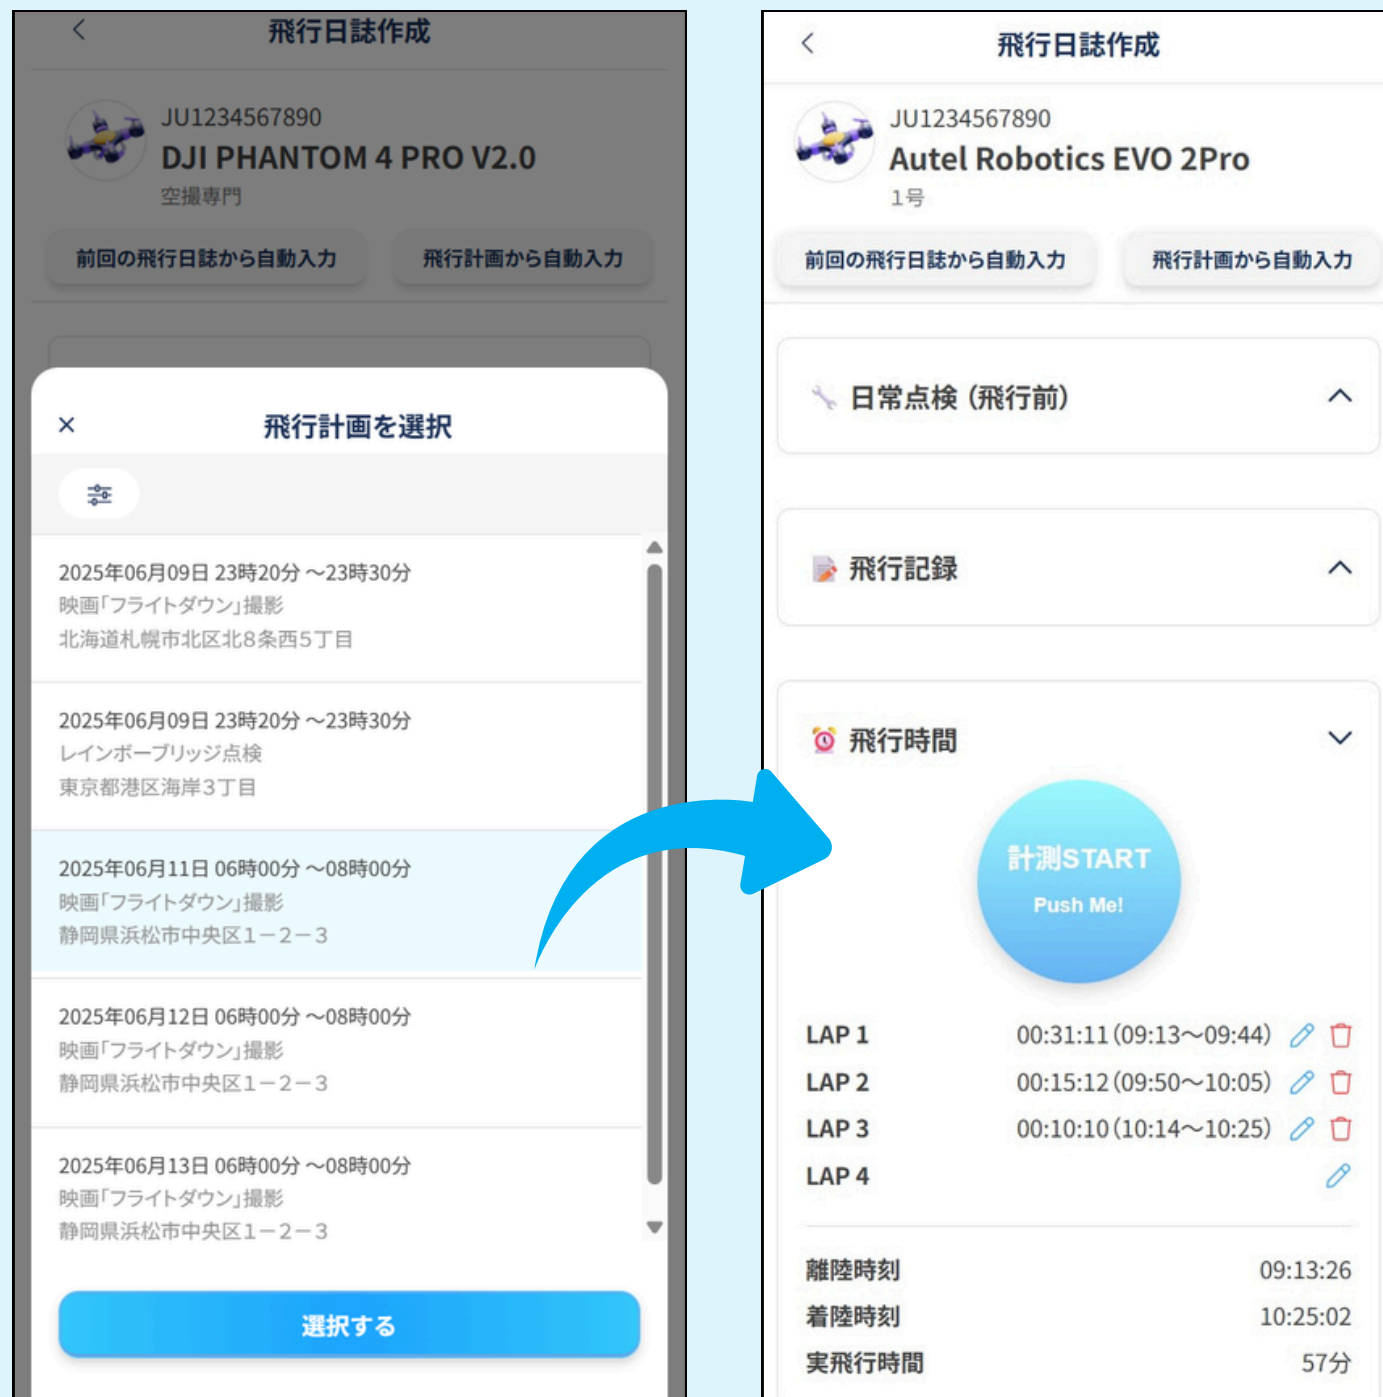 飛行日誌作成
JU1234567890
DJI PHANTOM 4 PRO V2.0
空撮専門
前回の飛行日誌から自動入力
飛行計画から自動入力
飛行計画を選択
2025年06月09日 23時20分 ～23時30分
映画「フライトダウン」撮影
北海道札幌市北区北８条西５丁目
2025年06月09日 23時20分 ～23時30分
レインボーブリッジ点検
東京都港区海岸３丁目
2025年06月11日 06時00分 ～08時00分
映画「フライトダウン」撮影
静岡県浜松市中央区１－２－３
2025年06月12日 06時00分 ～08時00分
映画「フライトダウン」撮影
静岡県浜松市中央区１－２－３
2025年06月13日 06時00分 ～08時00分
映画「フライトダウン」撮影
静岡県浜松市中央区１－２－３
選択する
飛行日誌作成
JU1234567890
Autel Robotics EVO 2Pro
1号
前回の飛行日誌から自動入力
飛行計画から自動入力
日常点検（飛行前）
飛行記録
飛行時間
計測START
Push Me!
LAP 1 00:31:11（09:13～09:44）
LAP 2 00:15:12（09:50～10:05）
LAP 3 00:10:10（10:14～10:25）
LAP 4
離陸時刻 09:13:26
着陸時刻 10:25:02
実飛行時間 57分